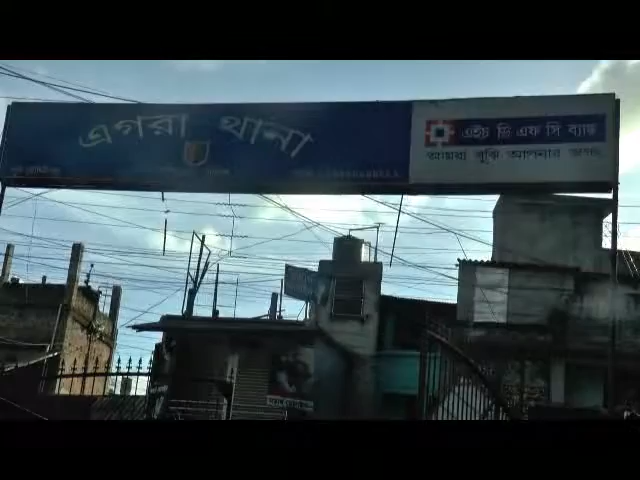 এগরা থানা
এইচ ডি এফ সি ব্যাঙ্ক
আমরা বুঝি আপনার জগৎ